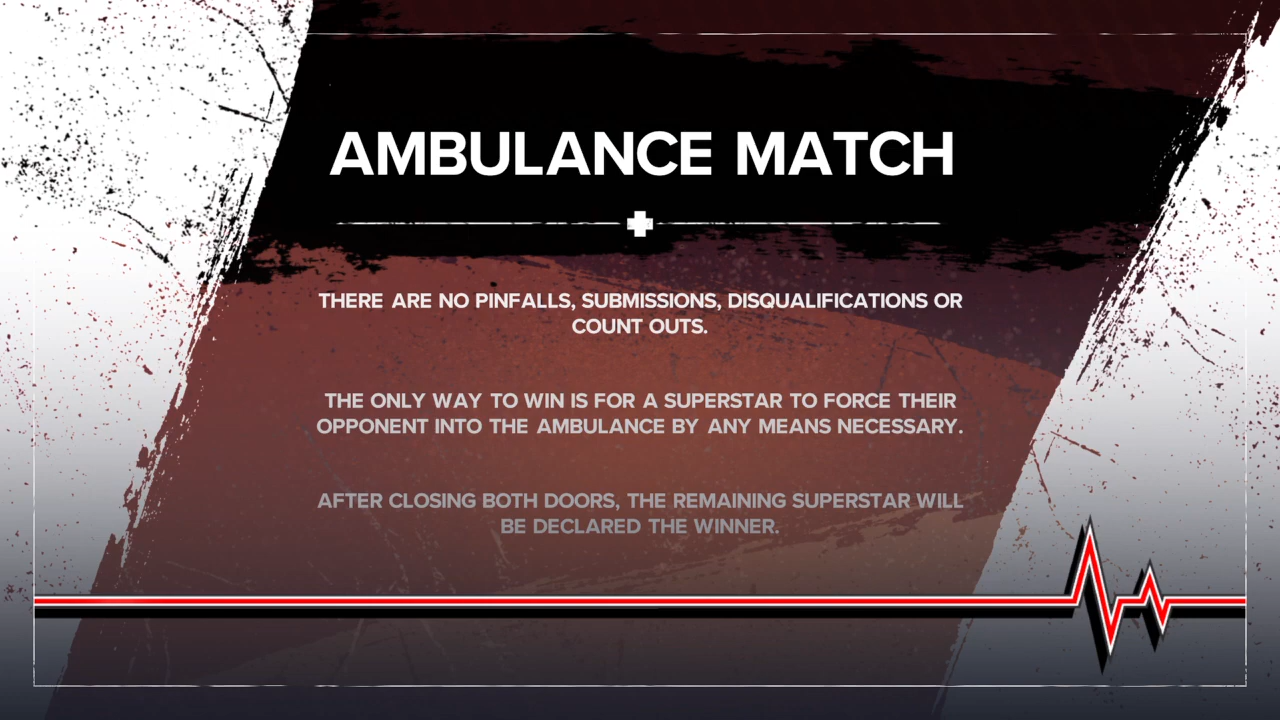 AMBULANCE MATCH
THERE ARE NO PINFALLS, SUBMISSIONS, DISQUALIFICATIONS OR
COUNT OUTS.
THE ONLY WAY TO WIN IS FOR A SUPERSTAR TO FORCE THEIR
OPPONENT INTO THE AMBULANCE BY ANY MEANS NECESSARY.
AFTER CLOSING BOTH DOORS, THE REMAINING SUPERSTAR WILL
BE DECLARED THE WINNER.